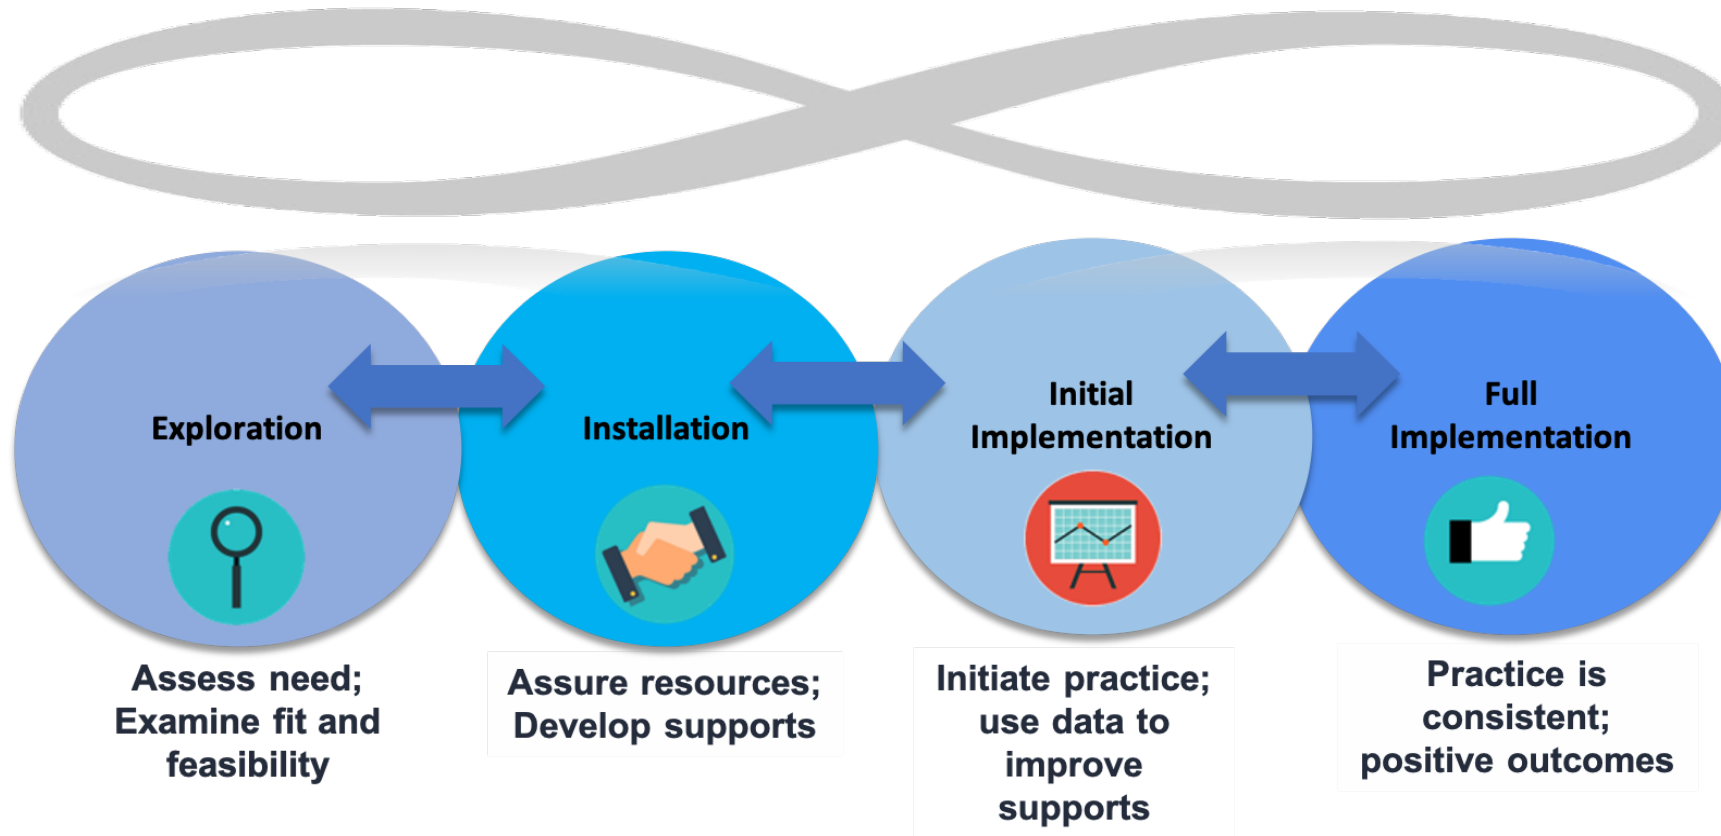 Exploration
Installation
Initial
Implementation
Full
Implementation
Assess need;
Examine fit and
feasibility
Assure resources;
Develop supports
Initiate practice;
use data to
improve
supports
Practice is
consistent;
positive outcomes